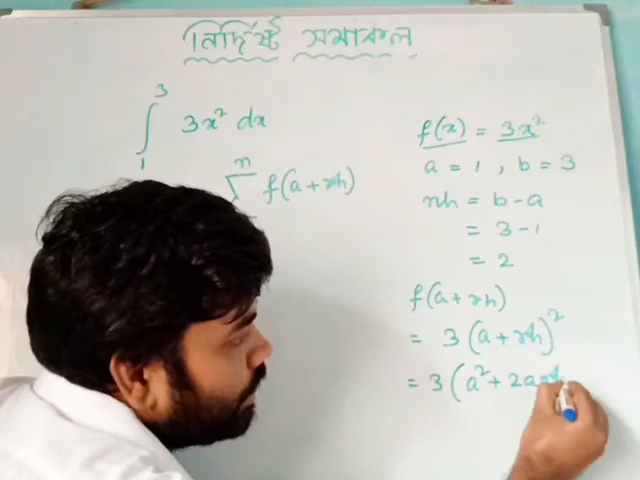 নির্দিষ্ট সমাকল
∫₁³ 3x² dx
n
∑ f(a+rh)
f(x) = 3x²
a = 1 , b = 3
nh = b-a
= 3-1
= 2
f(a+rh)
= 3(a+rh)²
= 3(a²+2a